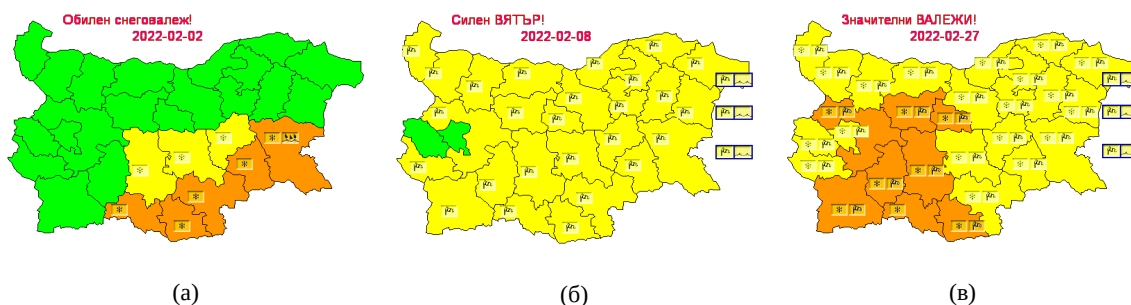 Обилен снеговалеж!
2022-02-02
Силен ВЯТЪР!
2022-02-08
Значителни ВАЛЕЖИ!
2022-02-27
(а)
(б)
(в)